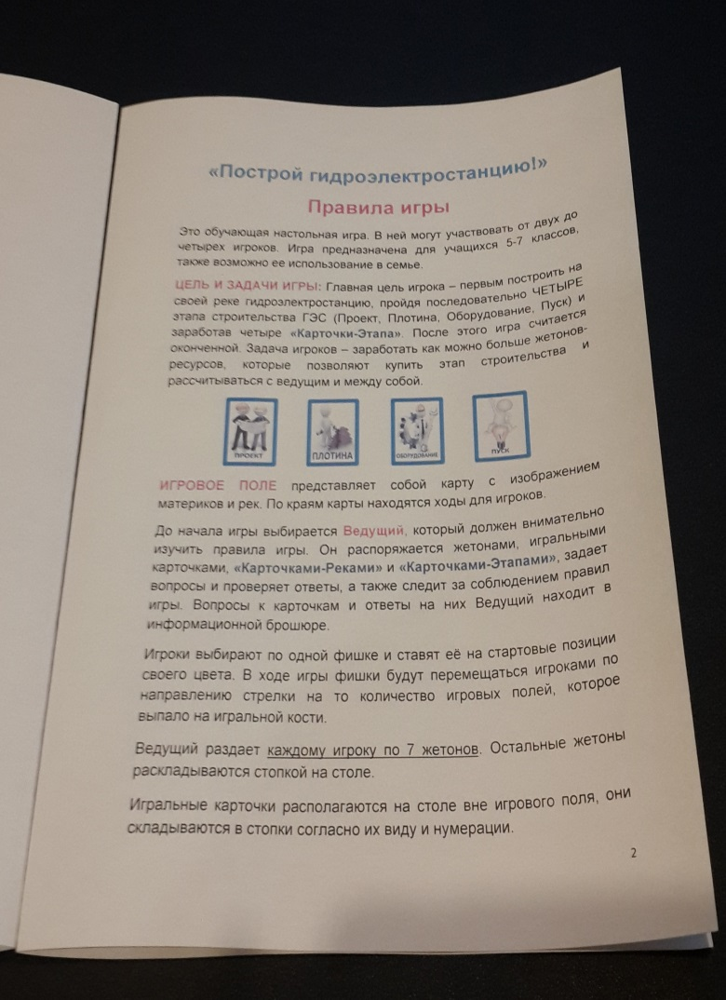 «Построй гидроэлектростанцию!»
Правила игры
Это обучающая настольная игра. В ней могут участвовать от двух до
четырех игроков. Игра предназначена для учащихся 5-7 классов,
также возможно ее использование в семье.
ЦЕЛЬ И ЗАДАЧИ ИГРЫ: Главная цель игрока – первым построить на
своей реке гидроэлектростанцию, пройдя последовательно ЧЕТЫРЕ
этапа строительства ГЭС (Проект, Плотина, Оборудование, Пуск) и
заработав четыре «Карточки-Этапа». После этого игра считается
оконченной. Задача игроков – заработать как можно больше жетонов-
ресурсов, которые позволяют купить этап строительства и
рассчитываться с ведущим и между собой.
ПРОЕКТ ПЛОТИНА ОБОРУДОВАНИЕ ПУСК
ИГРОВОЕ ПОЛЕ представляет собой карту с изображением
материков и рек. По краям карты находятся ходы для игроков.
До начала игры выбирается Ведущий, который должен внимательно
изучить правила игры. Он распоряжается жетонами, игральными
карточками, «Карточками-Реками» и «Карточками-Этапами», задает
вопросы и проверяет ответы, а также следит за соблюдением правил
игры. Вопросы к карточкам и ответы на них Ведущий находит в
информационной брошюре.
Игроки выбирают по одной фишке и ставят её на стартовые позиции
своего цвета. В ходе игры фишки будут перемещаться игроками по
направлению стрелки на то количество игровых полей, которое
выпало на игральной кости.
Ведущий раздает каждому игроку по 7 жетонов. Остальные жетоны
раскладываются стопкой на столе.
Игральные карточки располагаются на столе вне игрового поля, они
складываются в стопки согласно их виду и нумерации.
2